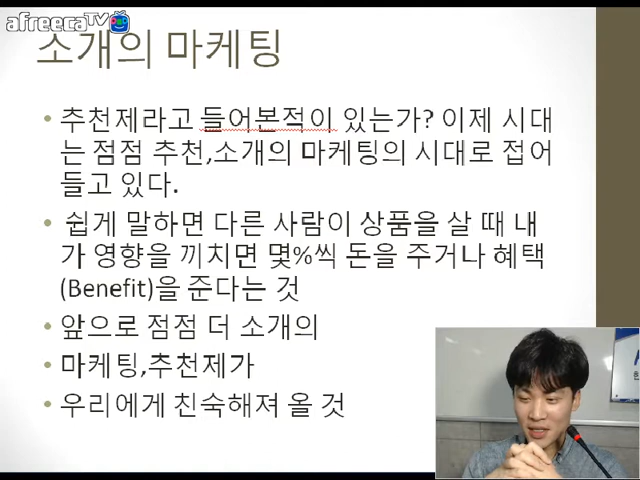 afreecaTV
소개의 마케팅
• 추천제라고 들어본적이 있는가? 이제 시대
는 점점 추천,소개의 마케팅의 시대로 접어
들고 있다.
• 쉽게 말하면 다른 사람이 상품을 살 때 내
가 영향을 끼치면 몇%씩 돈을 주거나 혜택
(Benefit)을 준다는 것
• 앞으로 점점 더 소개의
• 마케팅,추천제가
• 우리에게 친숙해져 올 것